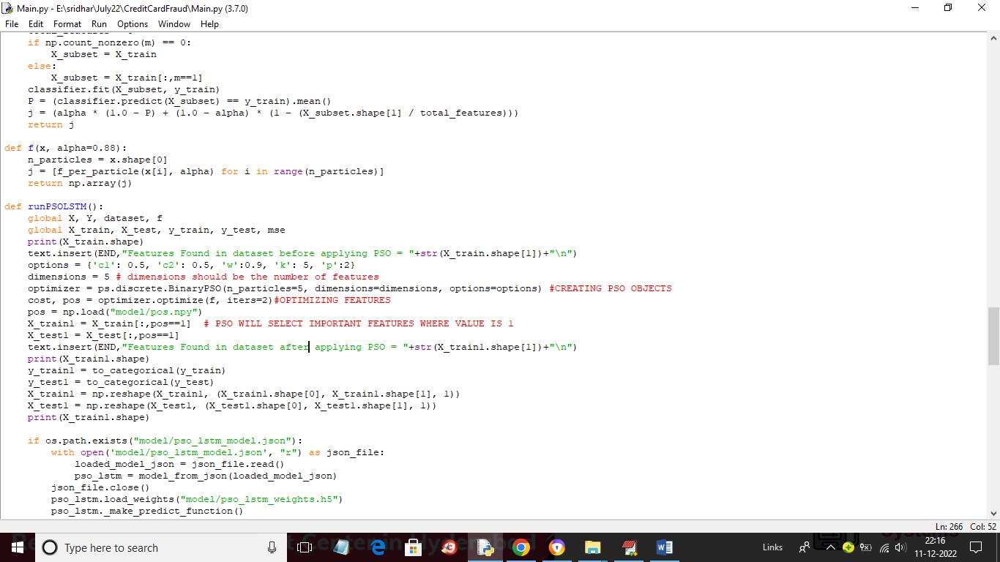 Main.py - E:\sridhar\July22\CreditCardFraud\Main.py (3.7.0)
File Edit Format Run Options Window Help
if np.count_nonzero(m) == 0:
X_subset = X_train
else:
X_subset = X_train[:,m==1]
classifier.fit(X_subset, y_train)
P = (classifier.predict(X_subset) == y_train).mean()
j = (alpha * (1.0 - P) + (1.0 - alpha) * (1 - (X_subset.shape[1] / total_features)))
return j
def f(x, alpha=0.88):
n_particles = x.shape[0]
j = [f_per_particle(x[i], alpha) for i in range(n_particles)]
return np.array(j)
def runPSOLSTM():
global X, Y, dataset, f
global X_train, X_test, y_train, y_test, mse
print(X_train.shape)
text.insert(END,"Features Found in dataset before applying PSO = "+str(X_train.shape[1])+"\n")
options = {'c1': 0.5, 'c2': 0.5, 'w':0.9, 'k': 5, 'p':2}
dimensions = 5 # dimensions should be the number of features
optimizer = ps.discrete.BinaryPSO(n_particles=5, dimensions=dimensions, options=options) #CREATING PSO OBJECTS
cost, pos = optimizer.optimize(f, iters=2)#OPTIMIZING FEATURES
pos = np.load("model/pos.npy")
X_train1 = X_train[:,pos==1]  # PSO WILL SELECT IMPORTANT FEATURES WHERE VALUE IS 1
X_test1 = X_test[:,pos==1]
text.insert(END,"Features Found in dataset after applying PSO = "+str(X_train1.shape[1])+"\n")
print(X_train1.shape)
y_train1 = to_categorical(y_train)
y_test1 = to_categorical(y_test)
X_train1 = np.reshape(X_train1, (X_train1.shape[0], X_train1.shape[1], 1))
X_test1 = np.reshape(X_test1, (X_test1.shape[0], X_test1.shape[1], 1))
print(X_train1.shape)
if os.path.exists("model/pso_lstm_model.json"):
with open('model/pso_lstm_model.json', "r") as json_file:
loaded_model_json = json_file.read()
pso_lstm = model_from_json(loaded_model_json)
json_file.close()
pso_lstm.load_weights("model/pso_lstm_weights.h5")
pso_lstm._make_predict_function()
Ln: 266 Col: 52
Type here to search
Links
22:16
11-12-2022